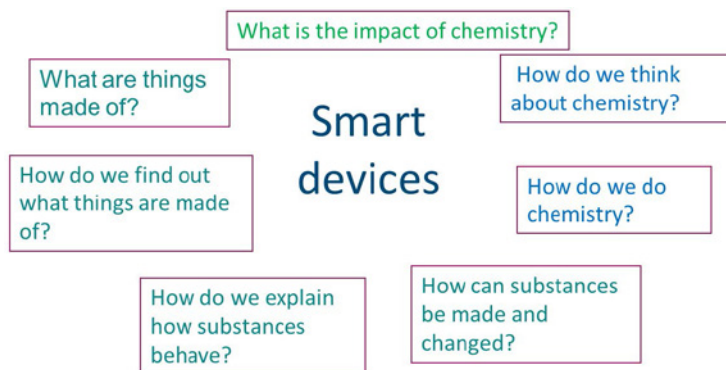 What is the impact of chemistry?
What are things
made of?
How do we think
about chemistry?
Smart
devices
How do we find out
what things are made
of?
How do we do
chemistry?
How do we explain
how substances
behave?
How can substances
be made and
changed?